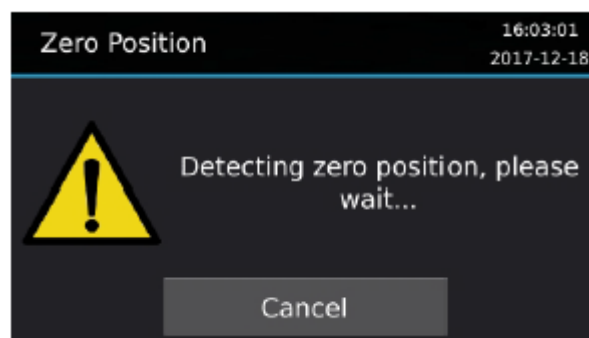 Zero Position
16:03:01
2017-12-18
Detecting zero position, please
wait...
Cancel